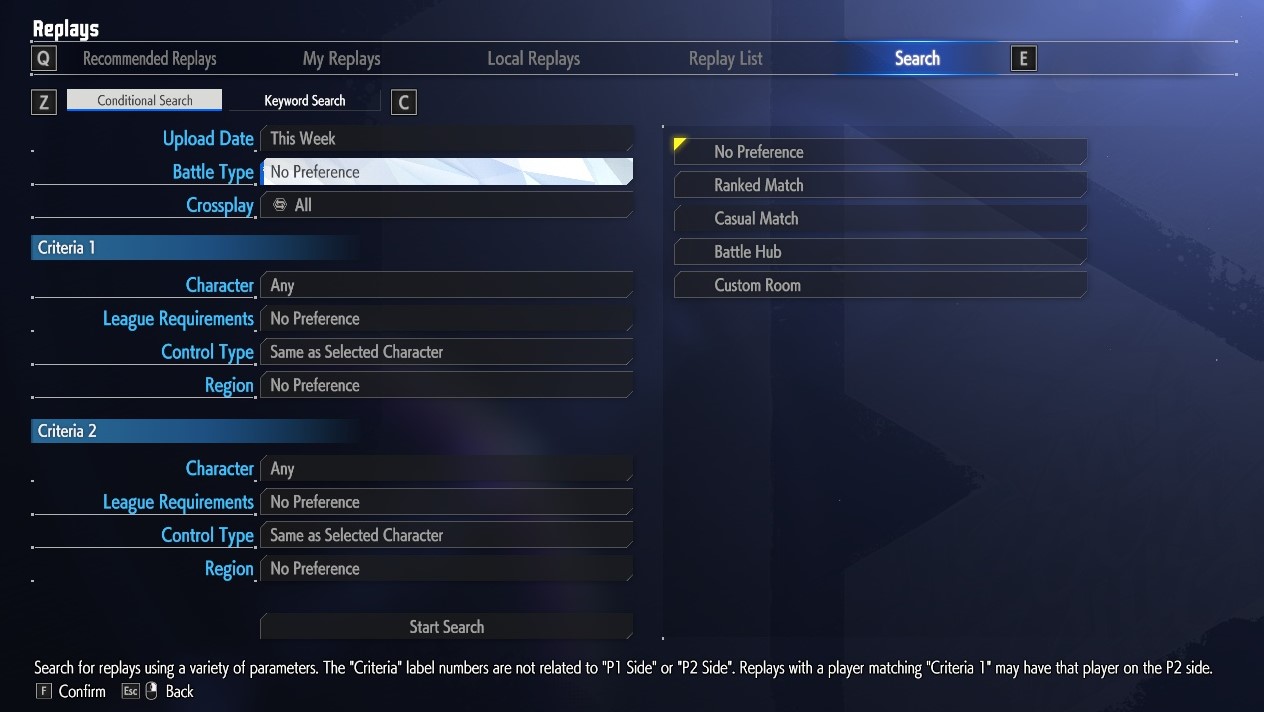 Replays
Q Recommended Replays My Replays Local Replays Replay List Search E
Z Conditional Search Keyword Search C
Upload Date This Week
Battle Type No Preference
Crossplay All
Criteria 1
Character Any
League Requirements No Preference
Control Type Same as Selected Character
Region No Preference
Criteria 2
Character Any
League Requirements No Preference
Control Type Same as Selected Character
Region No Preference
Start Search
No Preference
Ranked Match
Casual Match
Battle Hub
Custom Room
Search for replays using a variety of parameters. The "Criteria" label numbers are not related to "P1 Side" or "P2 Side". Replays with a player matching "Criteria 1" may have that player on the P2 side.
F Confirm Esc Back